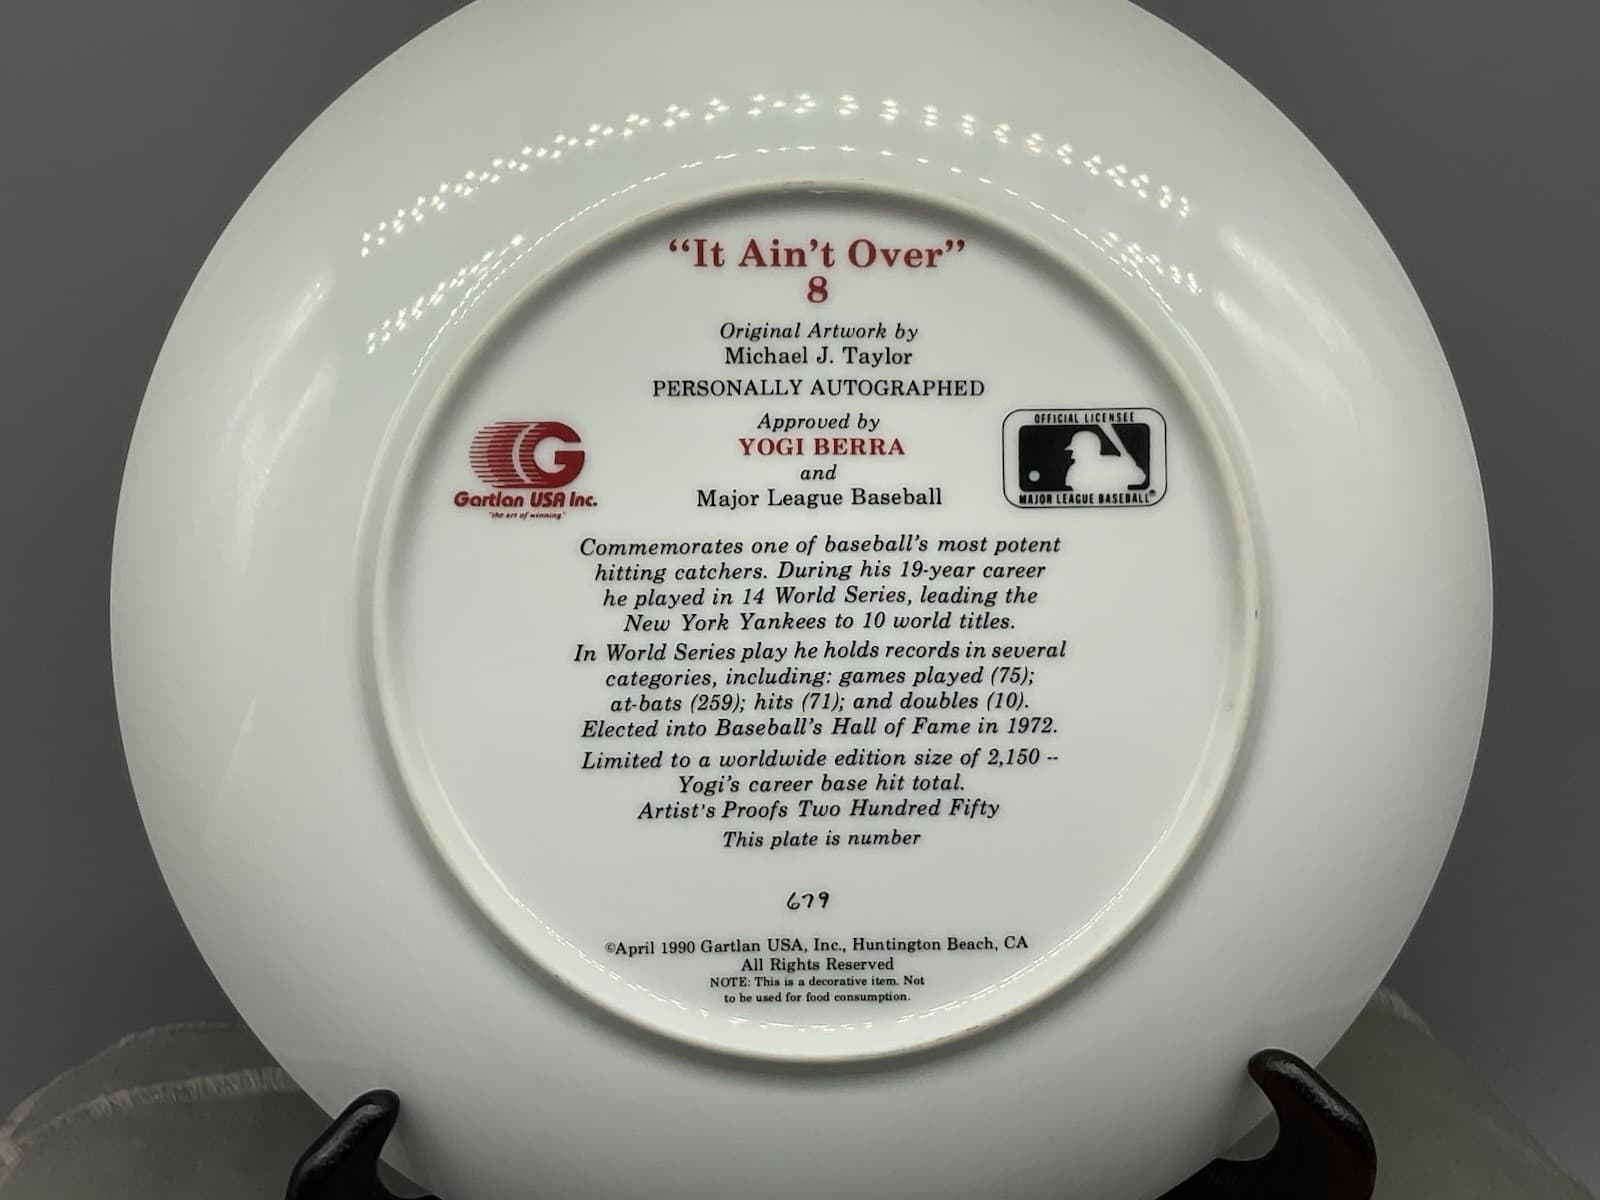 “It Ain’t Over”
8
Original Artwork by
Michael J. Taylor
PERSONALLY AUTOGRAPHED
Approved by
YOGI BERRA
and
Major League Baseball
G
Gartlan USA Inc.
"the art of winning"
OFFICIAL LICENSEE
MAJOR LEAGUE BASEBALL®
Commemorates one of baseball's most potent
hitting catchers. During his 19-year career
he played in 14 World Series, leading the
New York Yankees to 10 world titles.
In World Series play he holds records in several
categories, including: games played (75);
at-bats (259); hits (71); and doubles (10).
Elected into Baseball's Hall of Fame in 1972.
Limited to a worldwide edition size of 2,150 --
Yogi's career base hit total.
Artist's Proofs Two Hundred Fifty
This plate is number
679
©April 1990 Gartlan USA, Inc., Huntington Beach, CA
All Rights Reserved
NOTE: This is a decorative item. Not
to be used for food consumption.